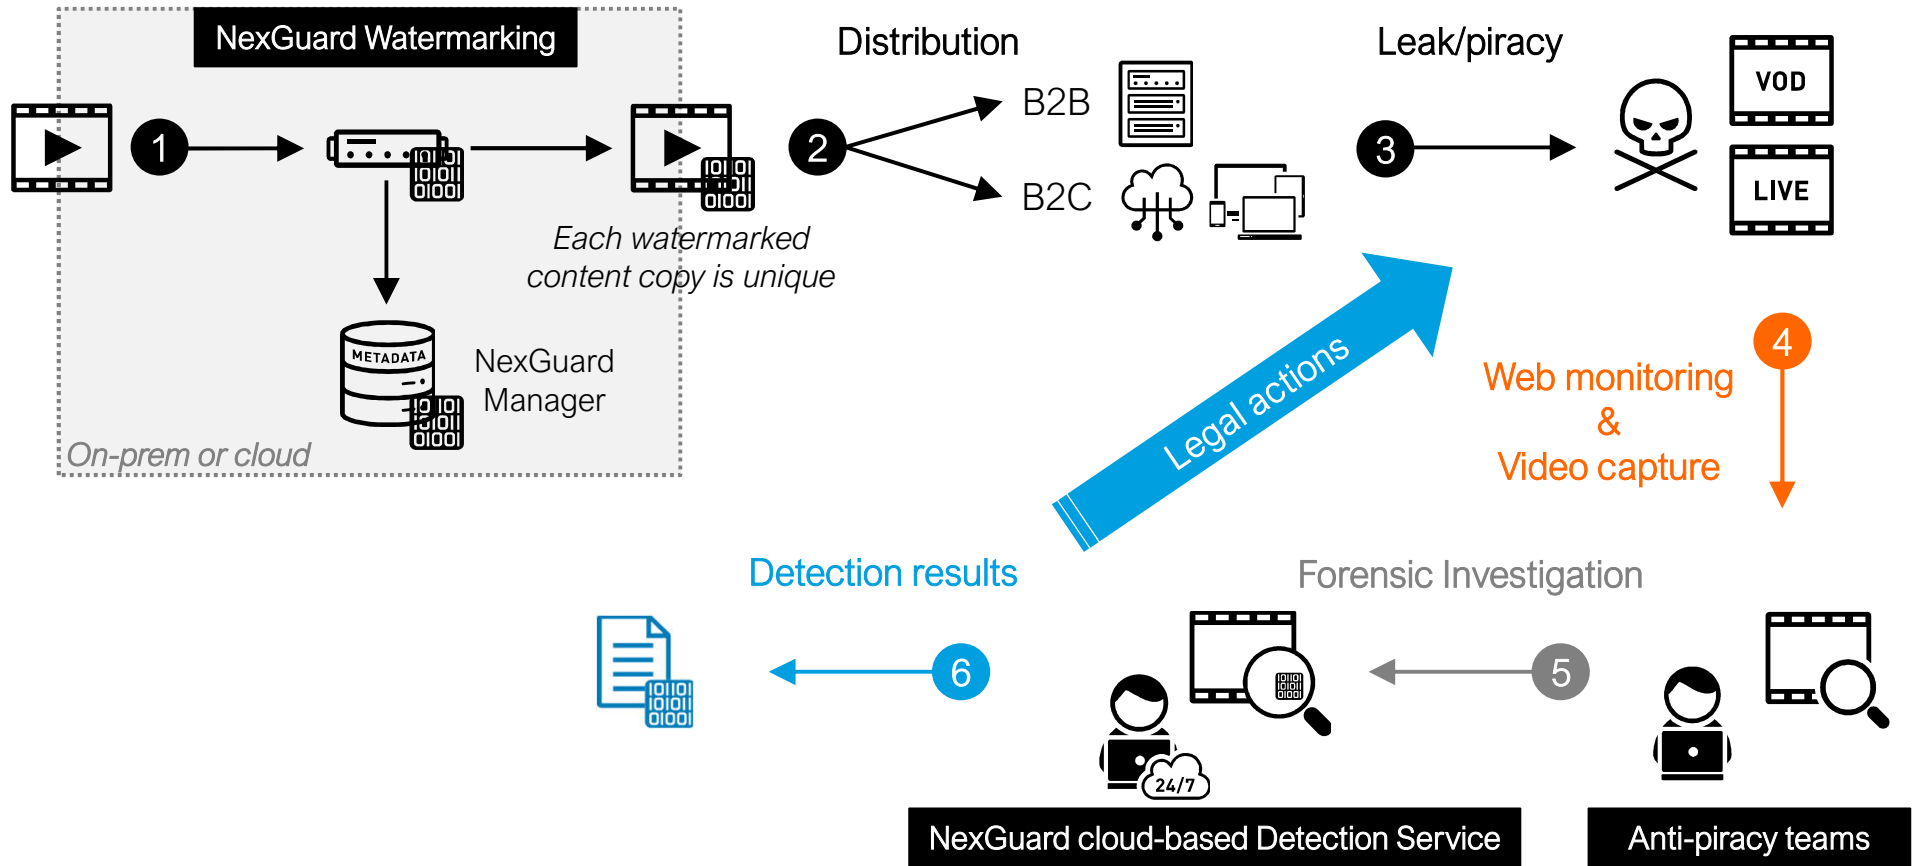 NexGuard Watermarking
Distribution
Leak/piracy
1
2
B2B
B2C
3
VOD
LIVE
Each watermarked
content copy is unique
METADATA
NexGuard
Manager
On-prem or cloud
4
Web monitoring
&
Video capture
Legal actions
Detection results
Forensic Investigation
6
5
24/7
NexGuard cloud-based Detection Service
Anti-piracy teams